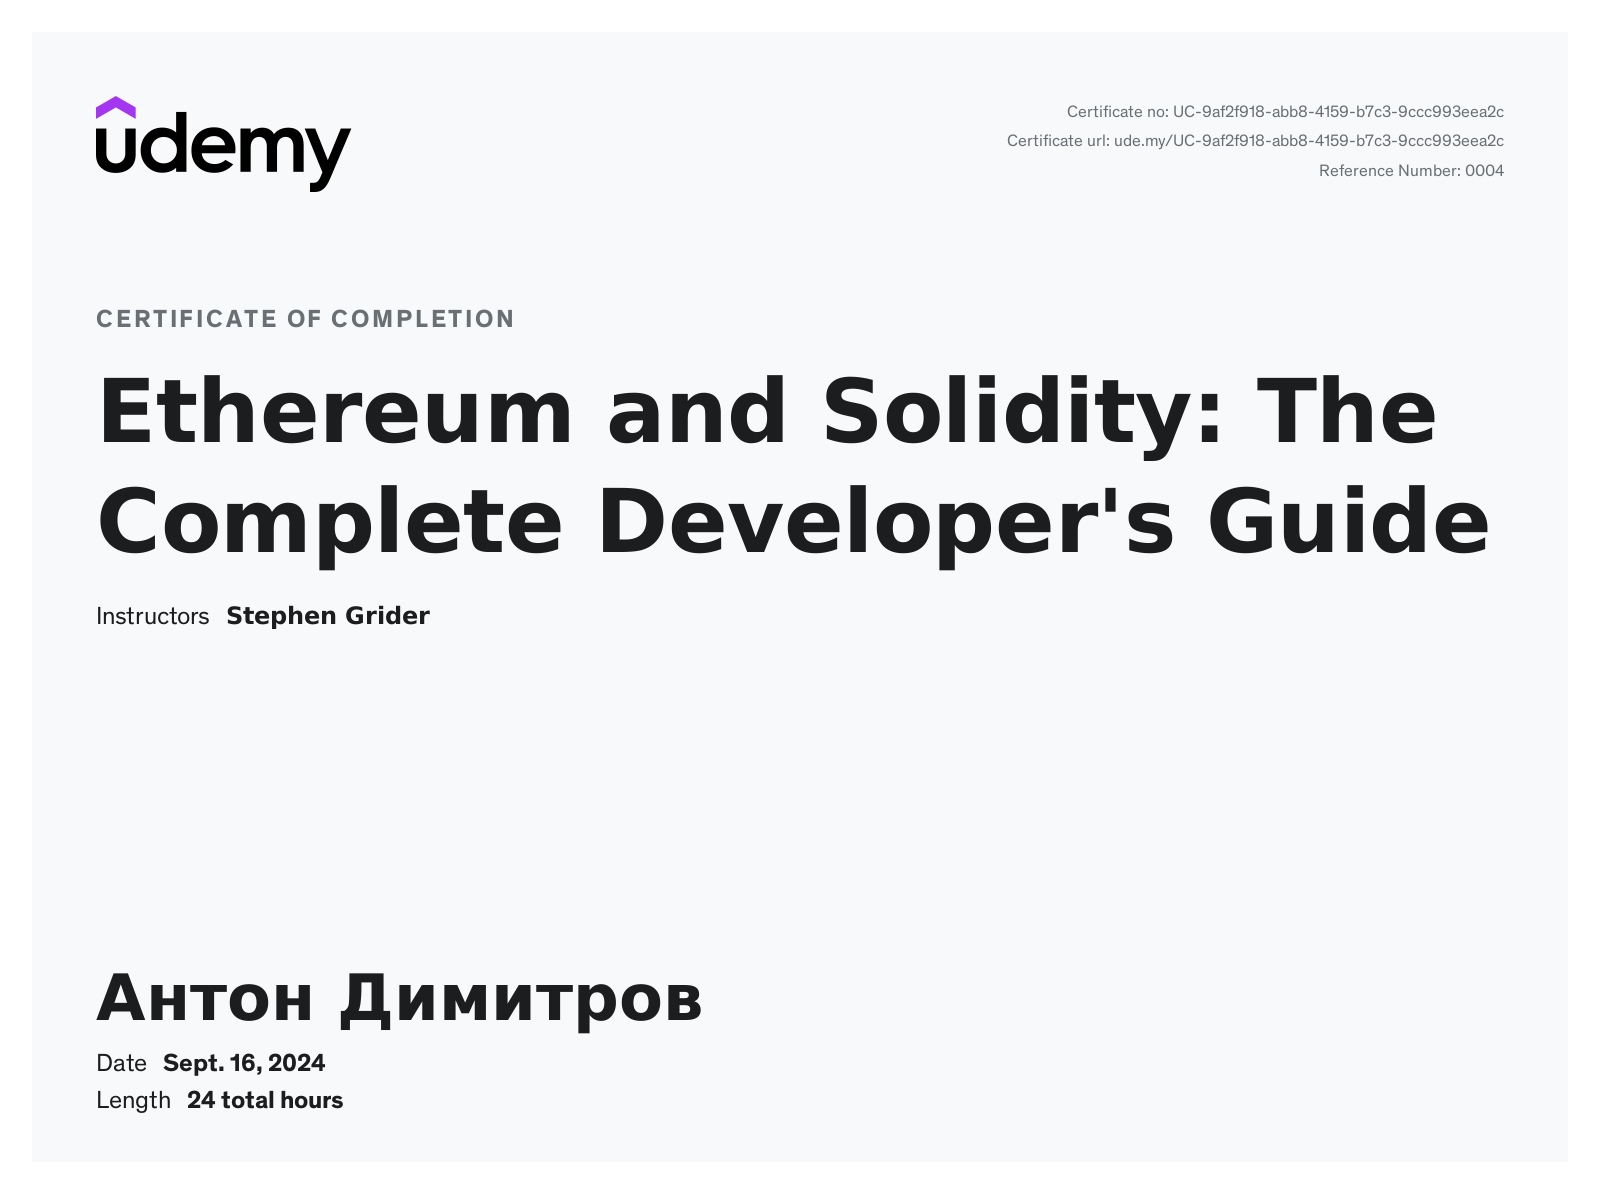 udemy
Certificate no: UC-9af2f918-abb8-4159-b7c3-9ccc993eea2c
Certificate url: ude.my/UC-9af2f918-abb8-4159-b7c3-9ccc993eea2c
Reference Number: 0004
CERTIFICATE OF COMPLETION
Ethereum and Solidity: The
Complete Developer's Guide
Instructors Stephen Grider
Антон Димитров
Date Sept. 16, 2024
Length 24 total hours